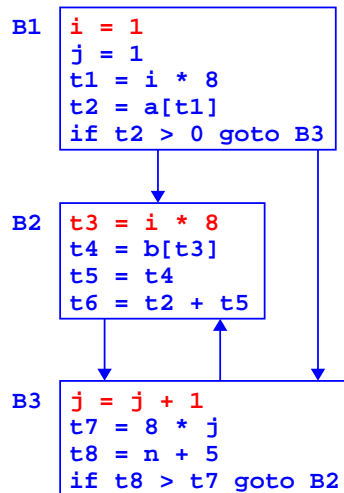 B1
i = 1
j = 1
t1 = i * 8
t2 = a[t1]
if t2 > 0 goto B3
B2
t3 = i * 8
t4 = b[t3]
t5 = t4
t6 = t2 + t5
B3
j = j + 1
t7 = 8 * j
t8 = n + 5
if t8 > t7 goto B2